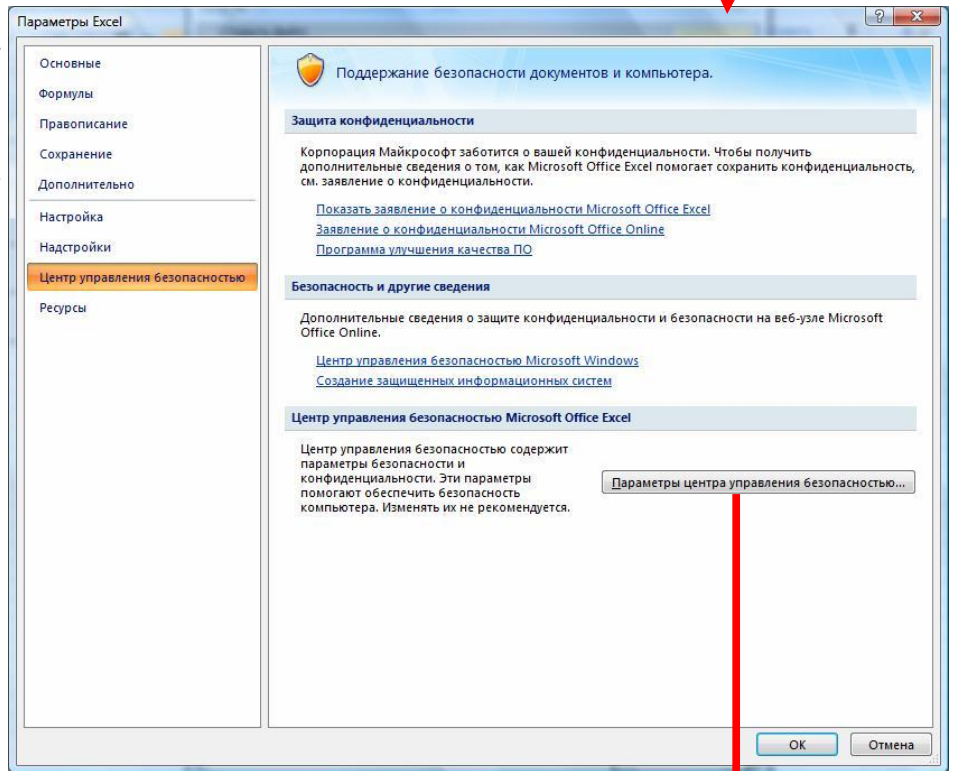 Параметры Excel
Основные
Формулы
Правописание
Сохранение
Дополнительно
Настройка
Надстройки
Центр управления безопасностью
Ресурсы
Поддержание безопасности документов и компьютера.
Защита конфиденциальности
Корпорация Майкрософт заботится о вашей конфиденциальности. Чтобы получить
дополнительные сведения о том, как Microsoft Office Excel помогает сохранить конфиденциальность,
см. заявление о конфиденциальности.
Показать заявление о конфиденциальности Microsoft Office Excel
Заявление о конфиденциальности Microsoft Office Online
Программа улучшения качества ПО
Безопасность и другие сведения
Дополнительные сведения о защите конфиденциальности и безопасности на веб-узле Microsoft
Office Online.
Центр управления безопасностью Microsoft Windows
Создание защищенных информационных систем
Центр управления безопасностью Microsoft Office Excel
Центр управления безопасностью содержит
параметры безопасности и
конфиденциальности. Эти параметры
помогают обеспечить безопасность
компьютера. Изменять их не рекомендуется.
Параметры центра управления безопасностью...
ОК
Отмена